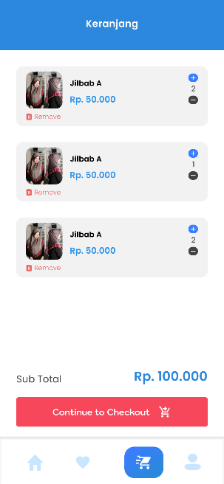 Keranjang
Jilbab A
Rp. 50.000
2
Remove
Jilbab A
Rp. 50.000
1
Remove
Jilbab A
Rp. 50.000
2
Remove
Sub Total
Rp. 100.000
Continue to Checkout